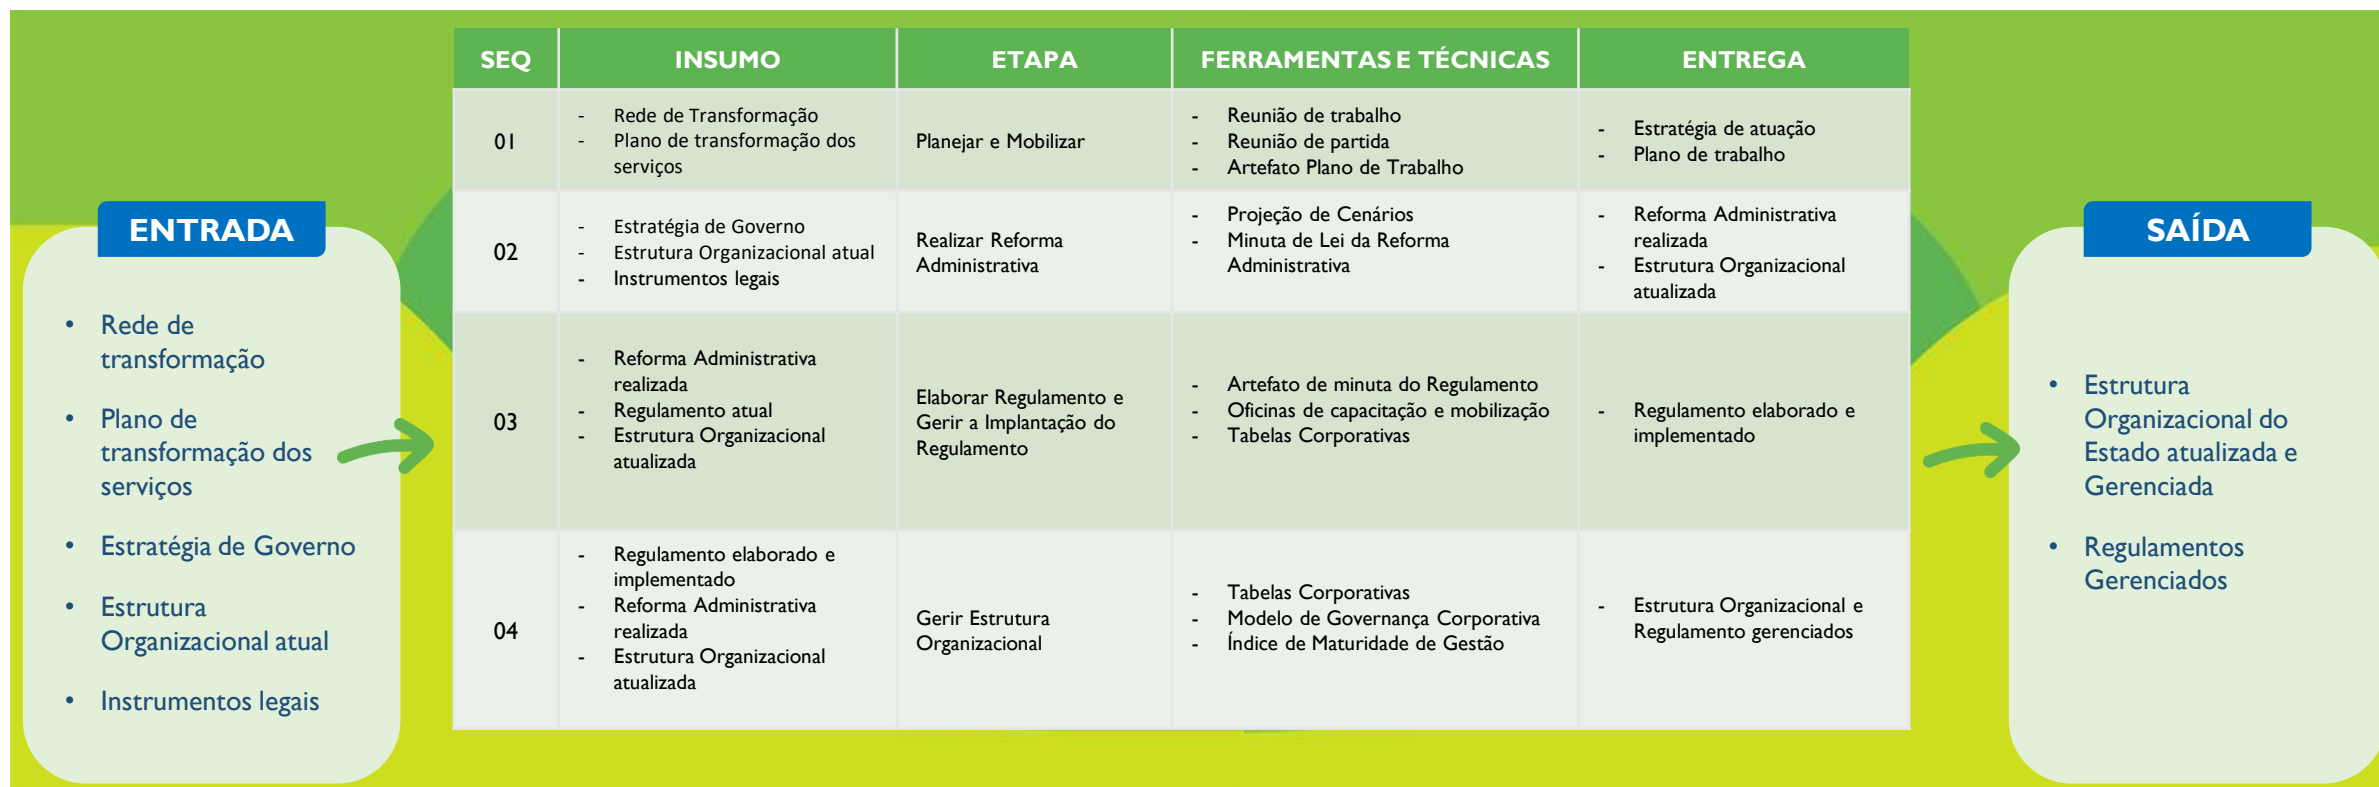 ENTRADA
• Rede de
transformação
• Plano de
transformação dos
serviços
• Estratégia de Governo
• Estrutura
Organizacional atual
• Instrumentos legais
SEQ
INSUMO
ETAPA
FERRAMENTAS E TÉCNICAS
ENTREGA
01
- Rede de Transformação
- Plano de transformação dos
serviços
Planejar e Mobilizar
- Reunião de trabalho
- Reunião de partida
- Artefato Plano de Trabalho
- Estratégia de atuação
- Plano de trabalho
02
- Estratégia de Governo
- Estrutura Organizacional atual
- Instrumentos legais
Realizar Reforma
Administrativa
- Projeção de Cenários
- Minuta de Lei da Reforma
Administrativa
- Reforma Administrativa
realizada
- Estrutura Organizacional
atualizada
03
- Reforma Administrativa
realizada
- Regulamento atual
- Estrutura Organizacional
atualizada
Elaborar Regulamento e
Gerir a Implantação do
Regulamento
- Artefato de minuta do Regulamento
- Oficinas de capacitação e mobilização
- Tabelas Corporativas
- Regulamento elaborado e
implementado
04
- Regulamento elaborado e
implementado
- Reforma Administrativa
realizada
- Estrutura Organizacional
atualizada
Gerir Estrutura
Organizacional
- Tabelas Corporativas
- Modelo de Governança Corporativa
- Índice de Maturidade de Gestão
- Estrutura Organizacional e
Regulamento gerenciados
SAÍDA
• Estrutura
Organizacional do
Estado atualizada e
Gerenciada
• Regulamentos
Gerenciados